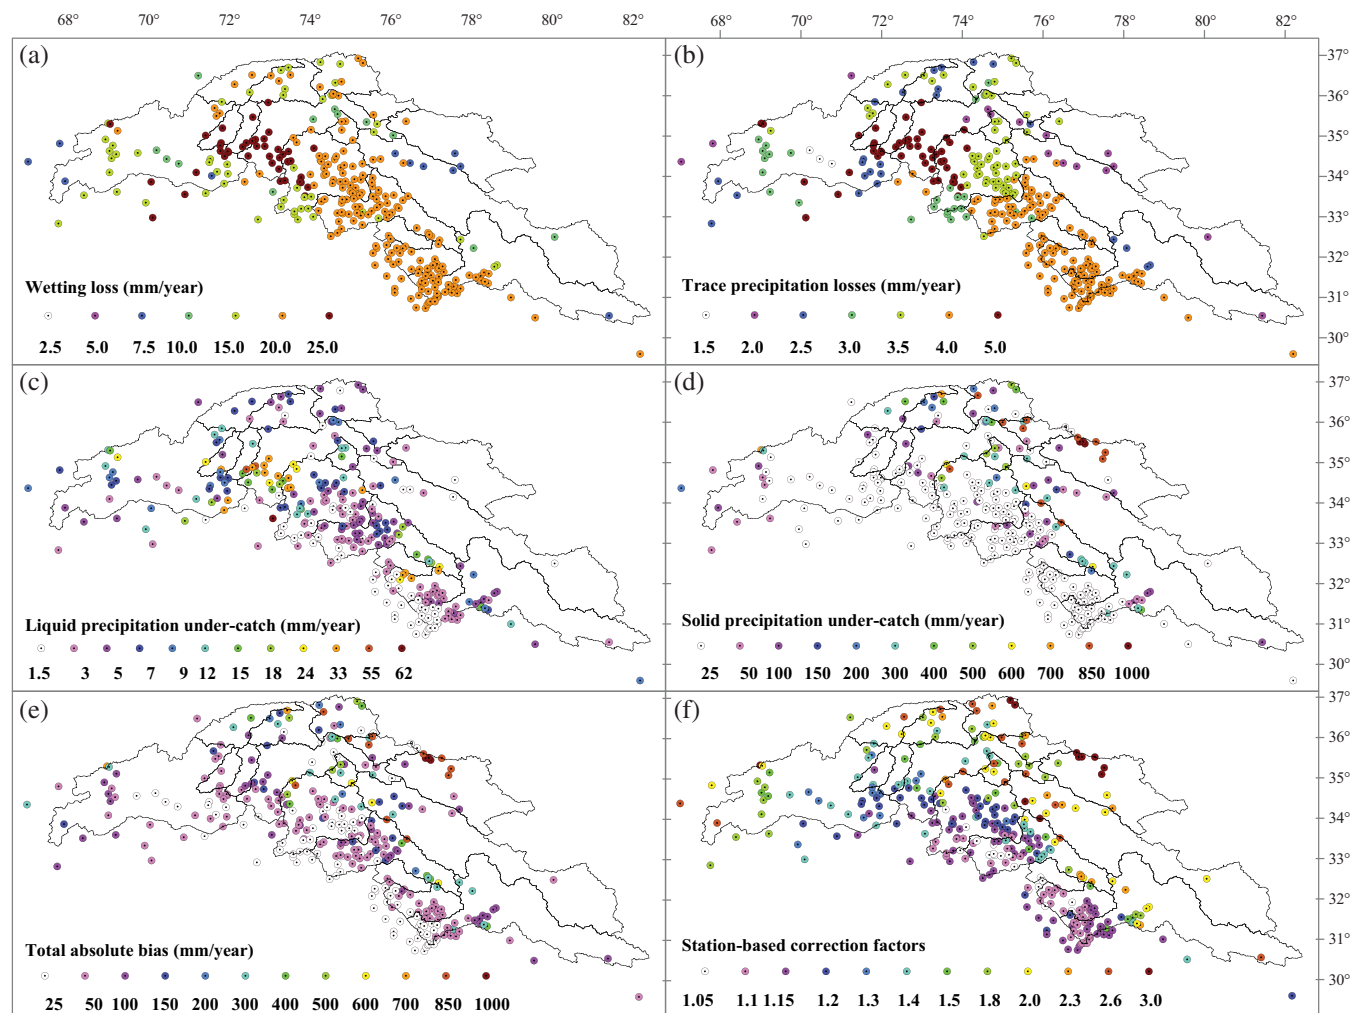 68° 70° 72° 74° 76° 78° 80° 82° 68° 70° 72° 74° 76° 78° 80° 82°
(a)
Wetting loss (mm/year)
2.5 5.0 7.5 10.0 15.0 20.0 25.0
(b)
37°
36°
35°
34°
33°
32°
31°
30°
Trace precipitation losses (mm/year)
1.5 2.0 2.5 3.0 3.5 4.0 5.0
(c)
Liquid precipitation under-catch (mm/year)
1.5 3 5 7 9 12 15 18 24 33 55 62
(d)
37°
36°
35°
34°
33°
32°
31°
30°
Solid precipitation under-catch (mm/year)
25 50 100 150 200 300 400 500 600 700 850 1000
(e)
Total absolute bias (mm/year)
25 50 100 150 200 300 400 500 600 700 850 1000
(f)
37°
36°
35°
34°
33°
32°
31°
30°
Station-based correction factors
1.05 1.1 1.15 1.2 1.3 1.4 1.5 1.8 2.0 2.3 2.6 3.0